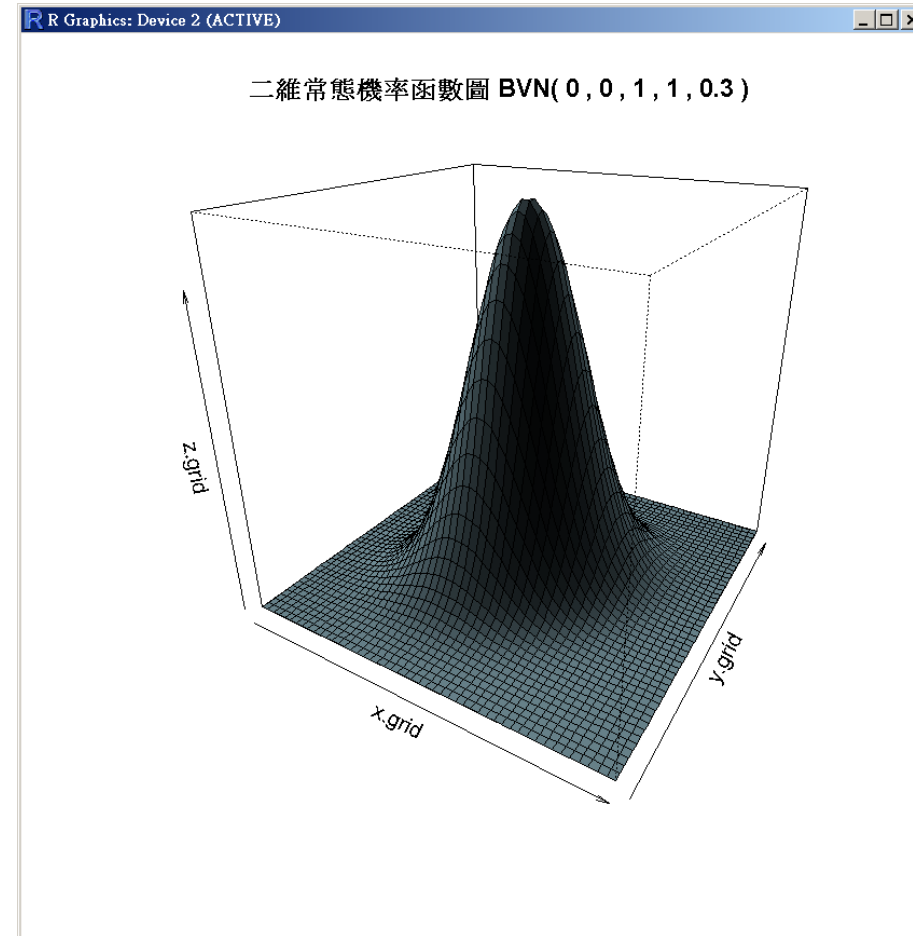 R R Graphics: Device 2 (ACTIVE)
二維常態機率函數圖 BVN( 0 , 0 , 1 , 1 , 0.3 )
z.grid
x.grid
y.grid